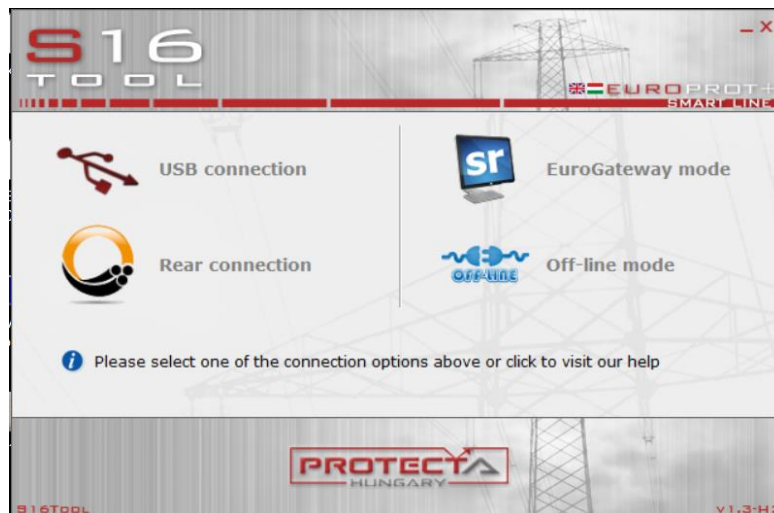 S16
TOOL
EUROPROT+
SMART LINE
USB connection
sr
EuroGateway mode
Rear connection
OFF-LINE
Off-line mode
i Please select one of the connection options above or click to visit our help
PROTECTA
HUNGARY
S16TOOL